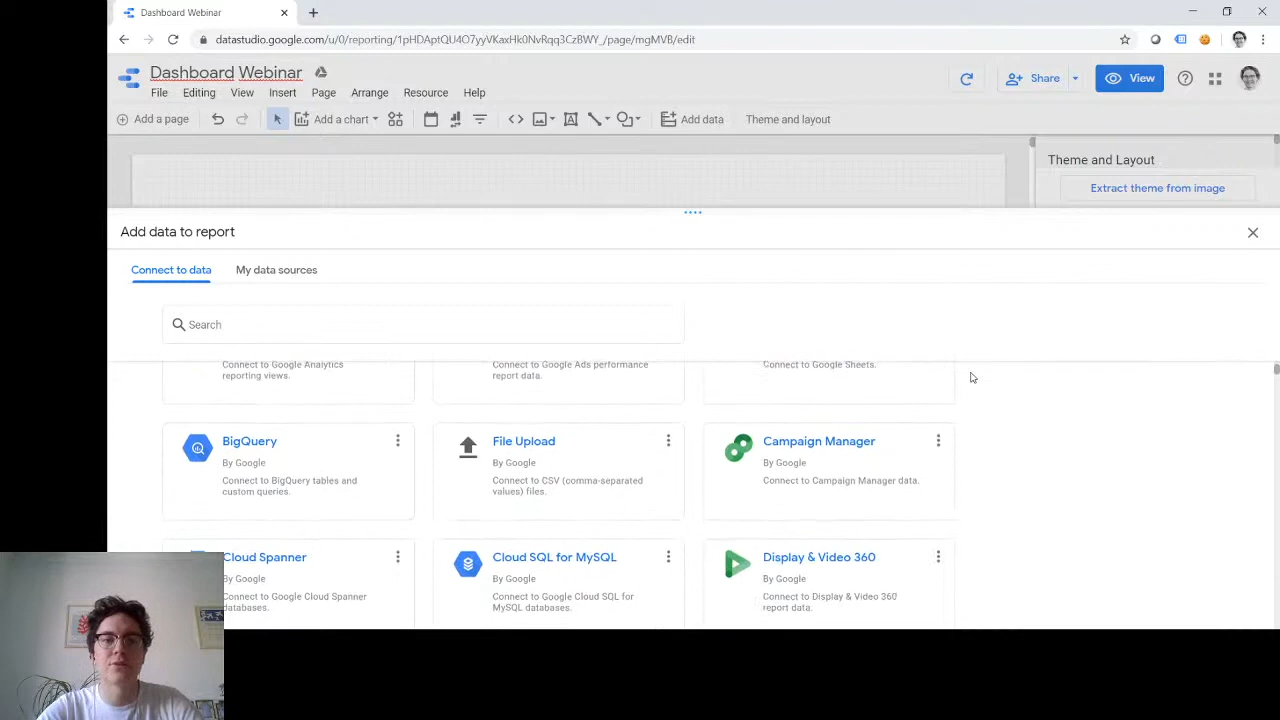 Dashboard Webinar
datastudio.google.com/u/0/reporting/1pHDAptQU4O7yyVKaxHk0NvRqq3CzBWY_/page/mgMVB/edit
Dashboard Webinar
Share
View
File Editing View Insert Page Arrange Resource Help
Add a page
Add a chart
Add data
Theme and layout
Theme and Layout
Extract theme from image
Add data to report
Connect to data
My data sources
Search
Connect to Google Analytics
reporting views.
Connect to Google Ads performance
report data.
Connect to Google Sheets.
BigQuery
By Google
Connect to BigQuery tables and
custom queries.
File Upload
By Google
Connect to CSV (comma-separated
values) files.
Campaign Manager
By Google
Connect to Campaign Manager data.
Cloud Spanner
By Google
Connect to Google Cloud Spanner
databases.
Cloud SQL for MySQL
By Google
Connect to Google Cloud SQL for
MySQL databases.
Display & Video 360
By Google
Connect to Display & Video 360
report data.